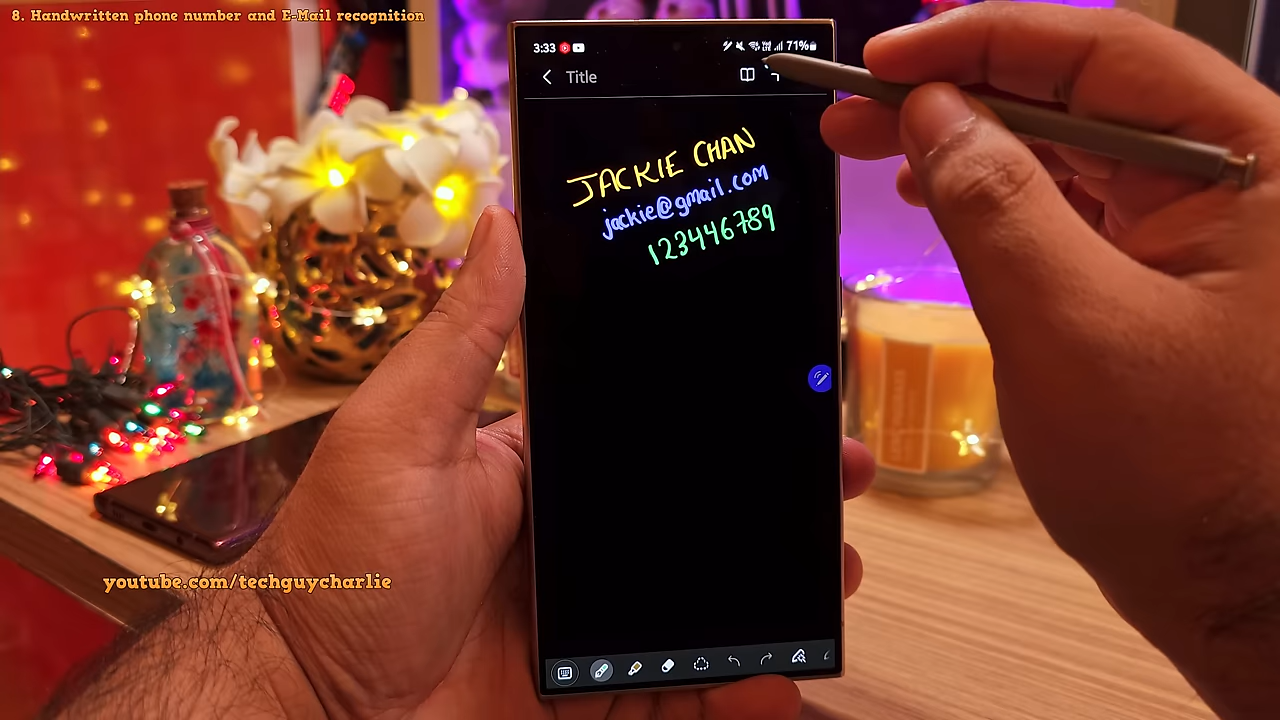 8. Handwritten phone number and E-Mail recognition
3:33 71%
Title
JACKIE CHAN
jackie@gmail.com
123446789
youtube.com/techguycharlie